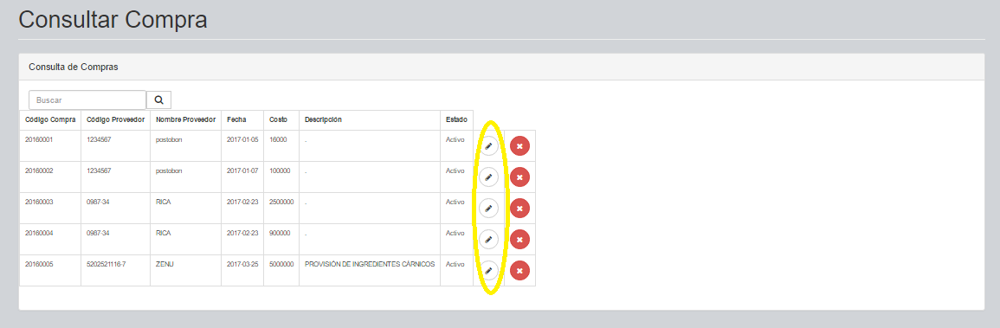 Consultar Compra
Consulta de Compras
Buscar
Código Compra Código Proveedor Nombre Proveedor Fecha Costo Descripción Estado
20160001 1234567 postobon 2017-01-05 16000 . Activo
20160002 1234567 postobon 2017-01-07 100000 . Activo
20160003 0987-34 RICA 2017-02-23 2500000 . Activo
20160004 0987-34 RICA 2017-02-23 900000 . Activo
20160005 5202521116-7 ZENU 2017-03-25 5000000 PROVISIÓN DE INGREDIENTES CÁRNICOS Activo